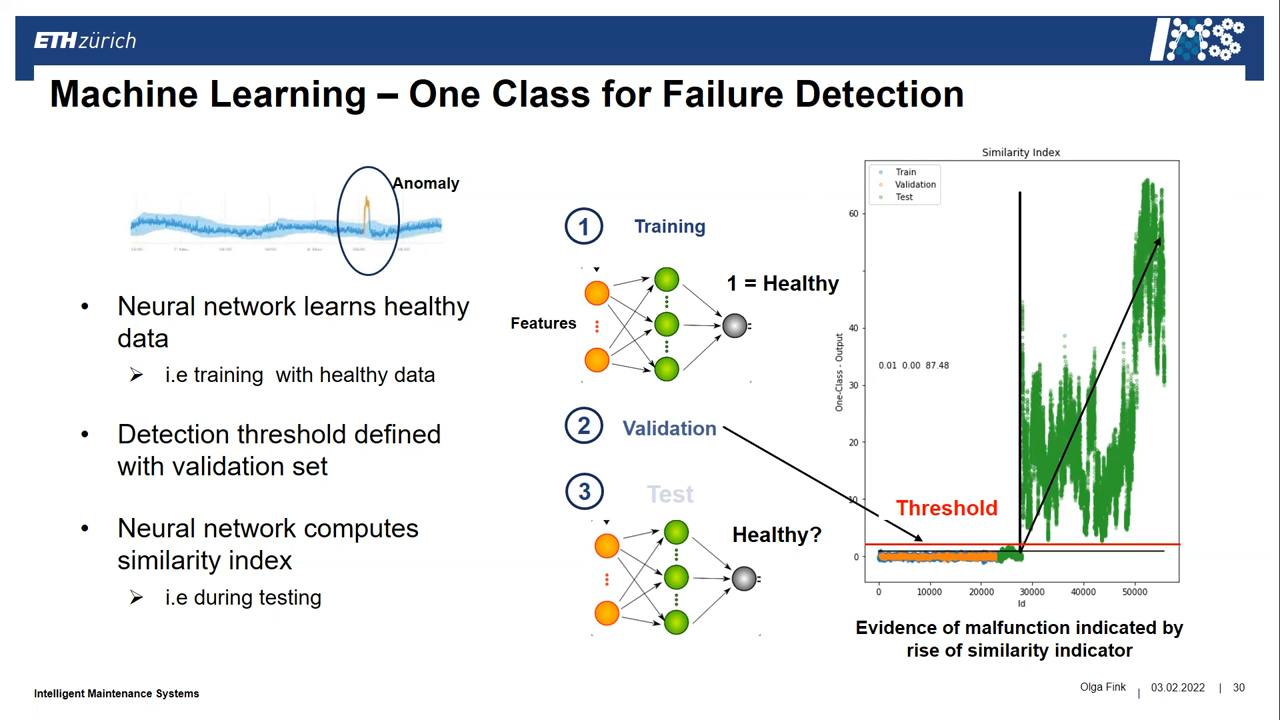 ETH zürich
IMS
Machine Learning – One Class for Failure Detection
Anomaly
• Neural network learns healthy
data
➢ i.e training with healthy data
• Detection threshold defined
with validation set
• Neural network computes
similarity index
➢ i.e during testing
1 Training
1 = Healthy
Features
2 Validation
3 Test
Healthy?
Similarity Index
Train
Validation
Test
60
40
30
20
10
0
One-Class - Output
0.01 0.00 87.48
Threshold
0 10000 20000 30000 40000 50000
Id
Evidence of malfunction indicated by
rise of similarity indicator
Intelligent Maintenance Systems
Olga Fink | 03.02.2022 | 30